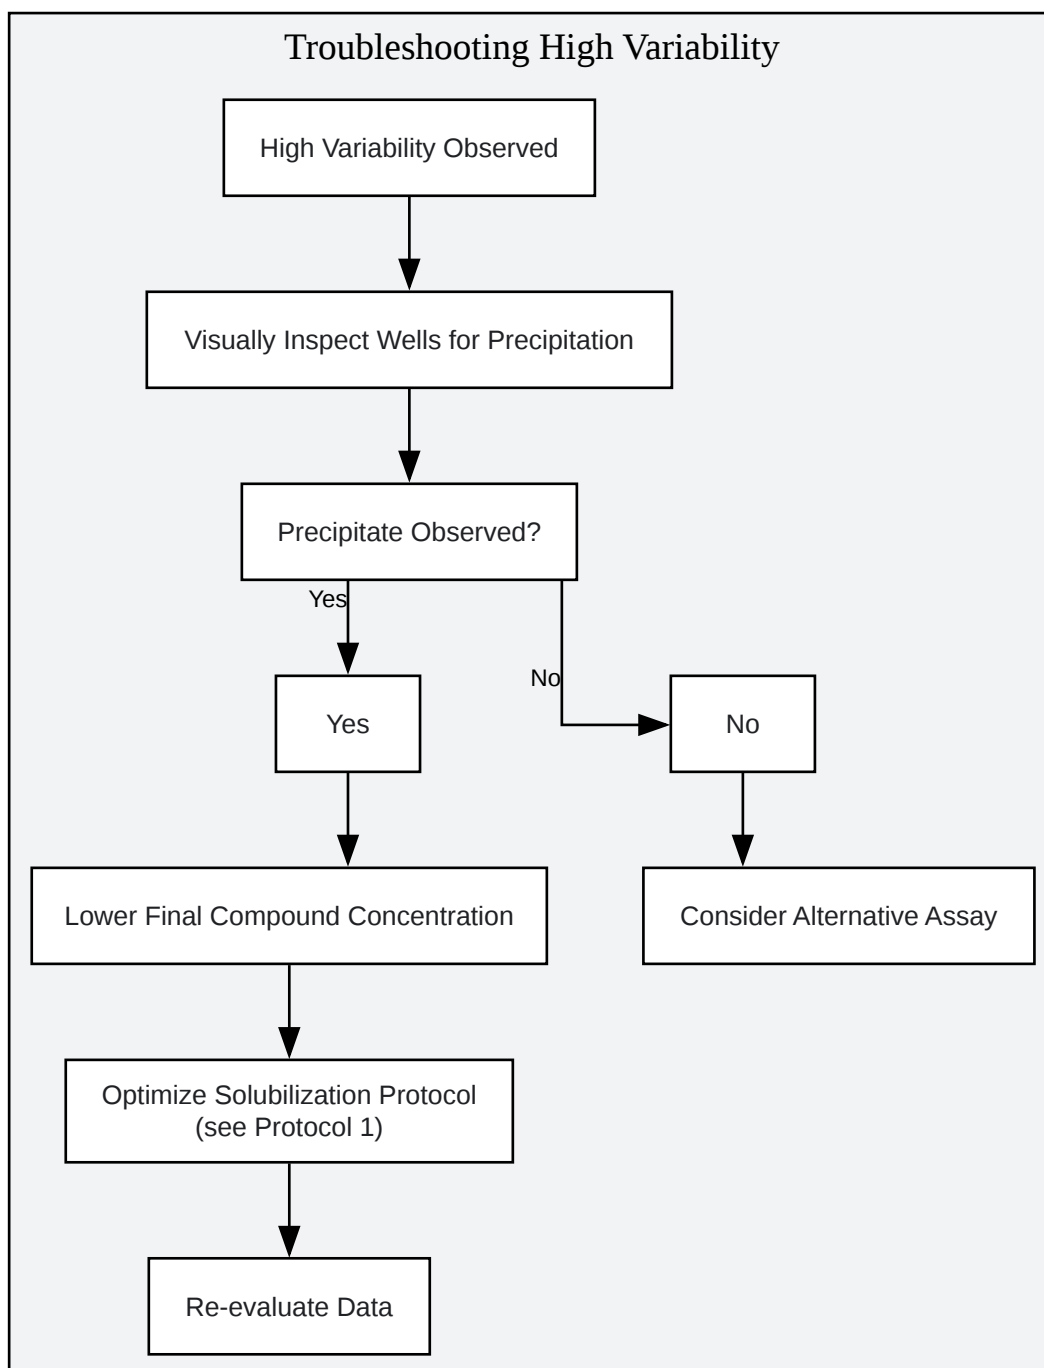 Troubleshooting High Variability
High Variability Observed
Visually Inspect Wells for Precipitation
Precipitate Observed?
Yes
No
Yes
No
Lower Final Compound Concentration
Consider Alternative Assay
Optimize Solubilization Protocol
(see Protocol 1)
Re-evaluate Data